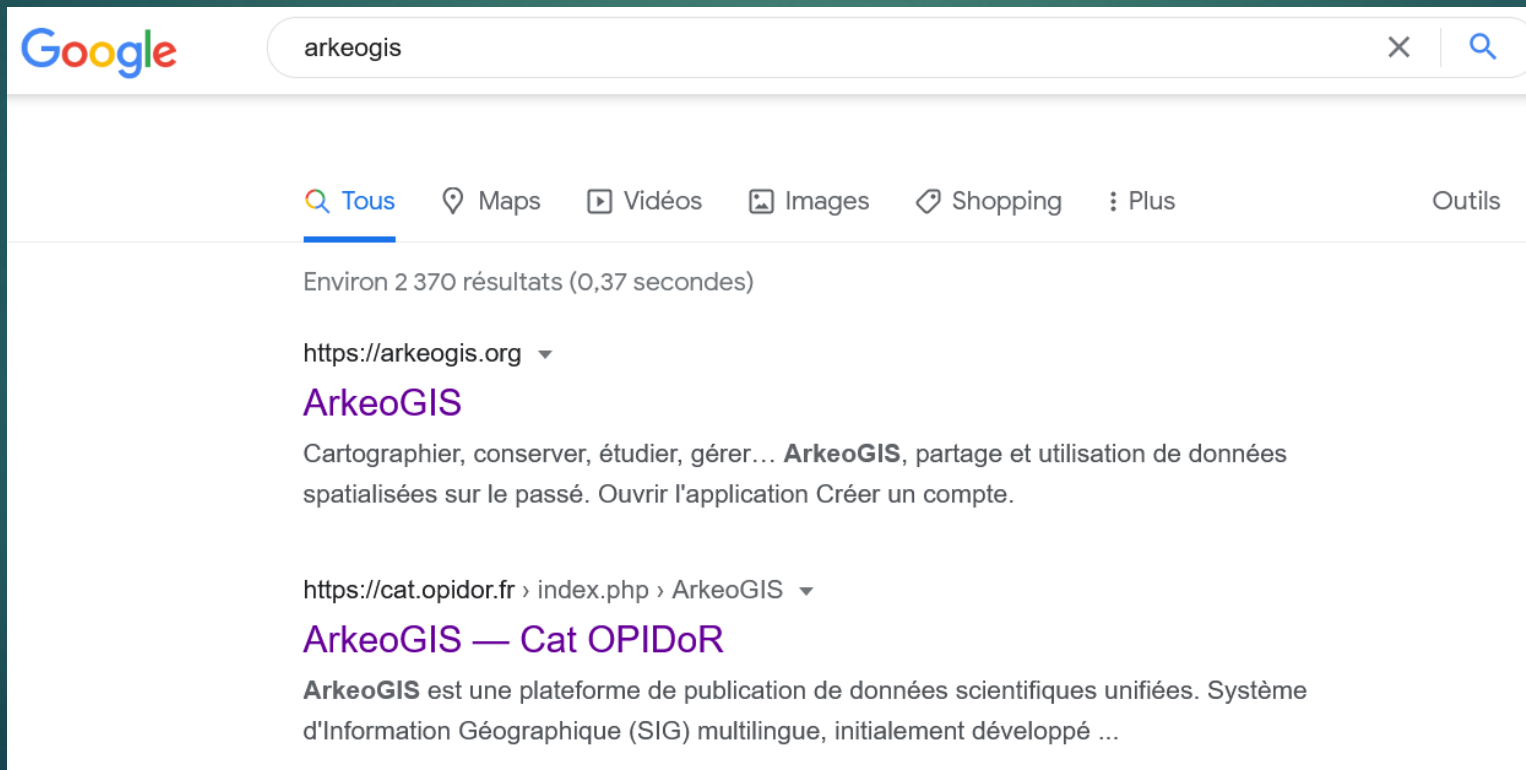 Google
arkeogis
Tous Maps Vidéos Images Shopping Plus Outils
Environ 2 370 résultats (0,37 secondes)
https://arkeogis.org
ArkeoGIS
Cartographier, conserver, étudier, gérer… ArkeoGIS, partage et utilisation de données
spatialisées sur le passé. Ouvrir l'application Créer un compte.
https://cat.opidor.fr › index.php › ArkeoGIS
ArkeoGIS — Cat OPIDoR
ArkeoGIS est une plateforme de publication de données scientifiques unifiées. Système
d'Information Géographique (SIG) multilingue, initialement développé ...